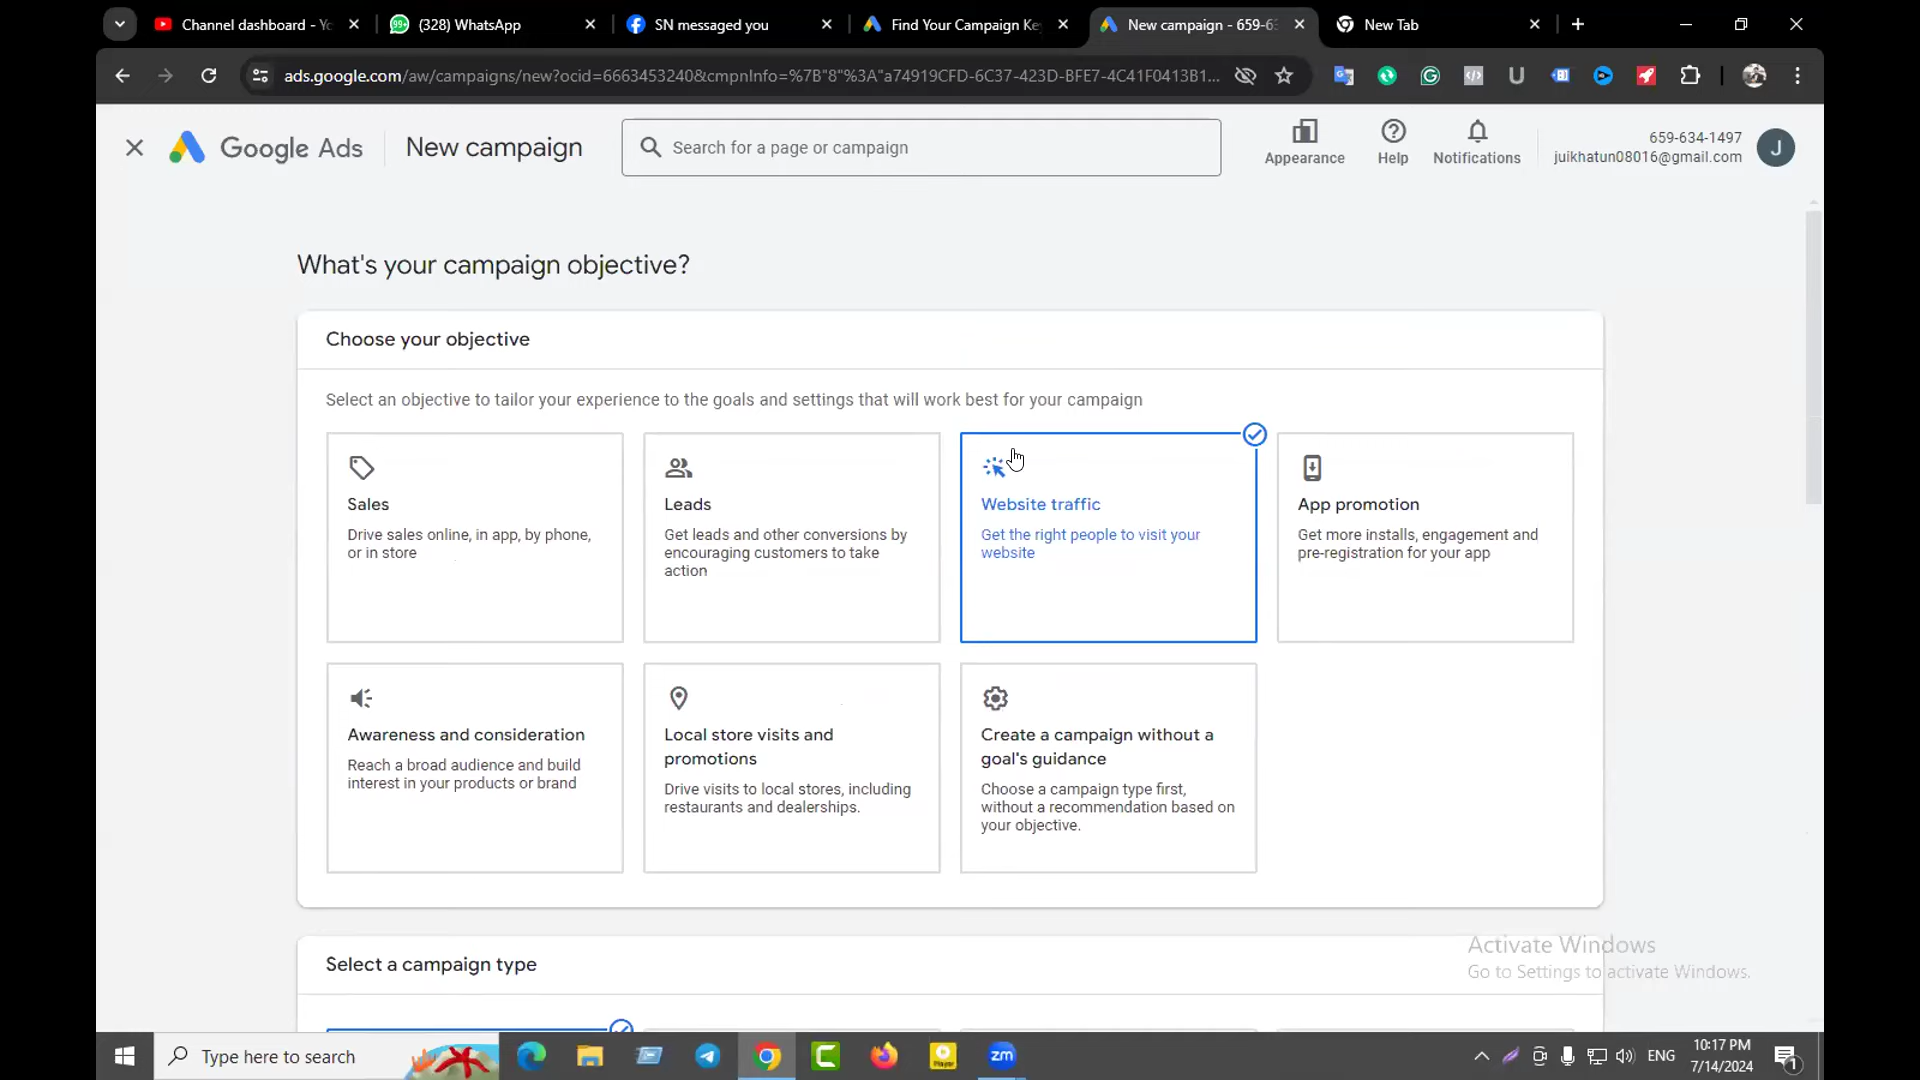 Channel dashboard - Yo
(328) WhatsApp
SN messaged you
Find Your Campaign Ke
New campaign - 659-63
New Tab
ads.google.com/aw/campaigns/new?ocid=6663453240&cmpnInfo=%7B"8"%3A"a74919CFD-6C37-423D-BFE7-4C41F0413B1...
Google Ads
New campaign
Search for a page or campaign
Appearance
Help
Notifications
659-634-1497
juikhatun08016@gmail.com
J
What's your campaign objective?
Choose your objective
Select an objective to tailor your experience to the goals and settings that will work best for your campaign
Sales
Drive sales online, in app, by phone,
or in store
Leads
Get leads and other conversions by
encouraging customers to take
action
Website traffic
Get the right people to visit your
website
App promotion
Get more installs, engagement and
pre-registration for your app
Awareness and consideration
Reach a broad audience and build
interest in your products or brand
Local store visits and
promotions
Drive visits to local stores, including
restaurants and dealerships.
Create a campaign without a
goal's guidance
Choose a campaign type first,
without a recommendation based on
your objective.
Select a campaign type
Activate Windows
Go to Settings to activate Windows.
Type here to search
zm
ENG
10:17 PM
7/14/2024
1